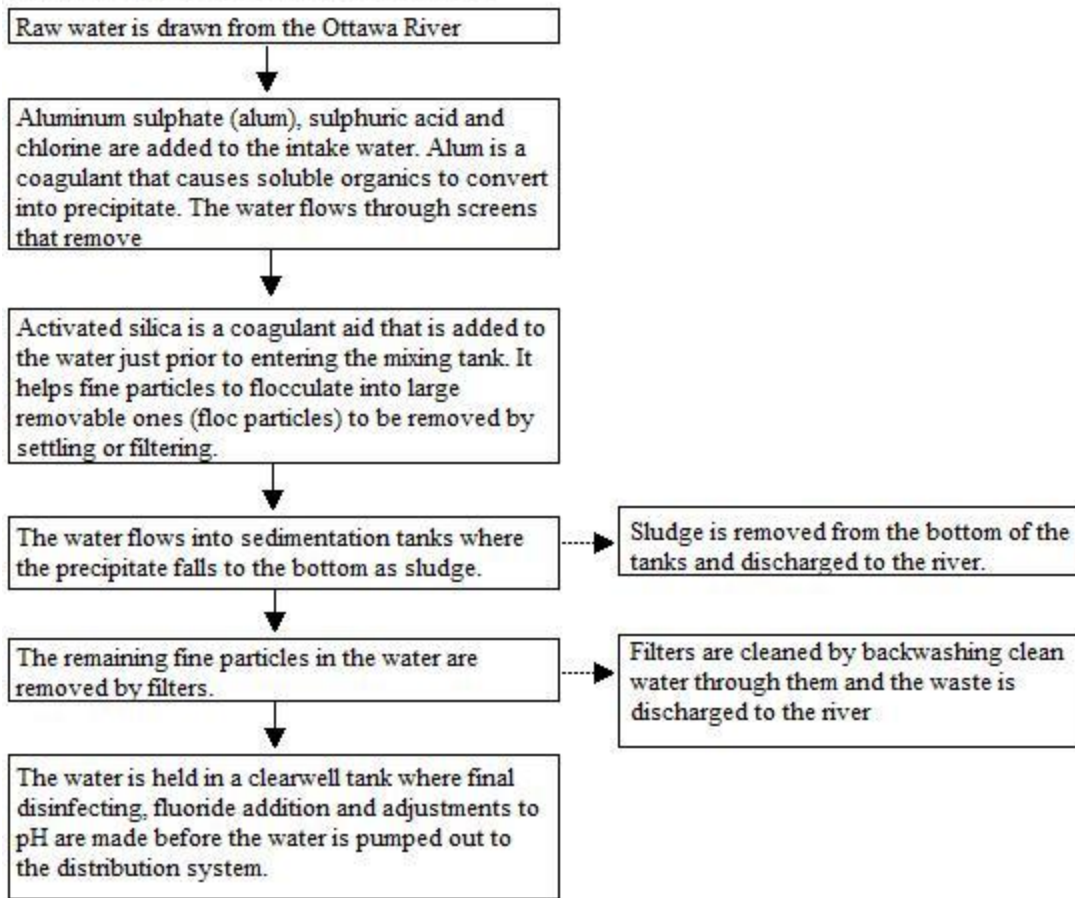 Raw water is drawn from the Ottawa River
Aluminum sulphate (alum), sulphuric acid and
chlorine are added to the intake water. Alum is a
coagulant that causes soluble organics to convert
into precipitate. The water flows through screens
that remove
Activated silica is a coagulant aid that is added to
the water just prior to entering the mixing tank. It
helps fine particles to flocculate into large
removable ones (floc particles) to be removed by
settling or filtering.
The water flows into sedimentation tanks where
the precipitate falls to the bottom as sludge.
Sludge is removed from the bottom of the
tanks and discharged to the river.
The remaining fine particles in the water are
removed by filters.
Filters are cleaned by backwashing clean
water through them and the waste is
discharged to the river
The water is held in a clearwell tank where final
disinfecting, fluoride addition and adjustments to
pH are made before the water is pumped out to
the distribution system.